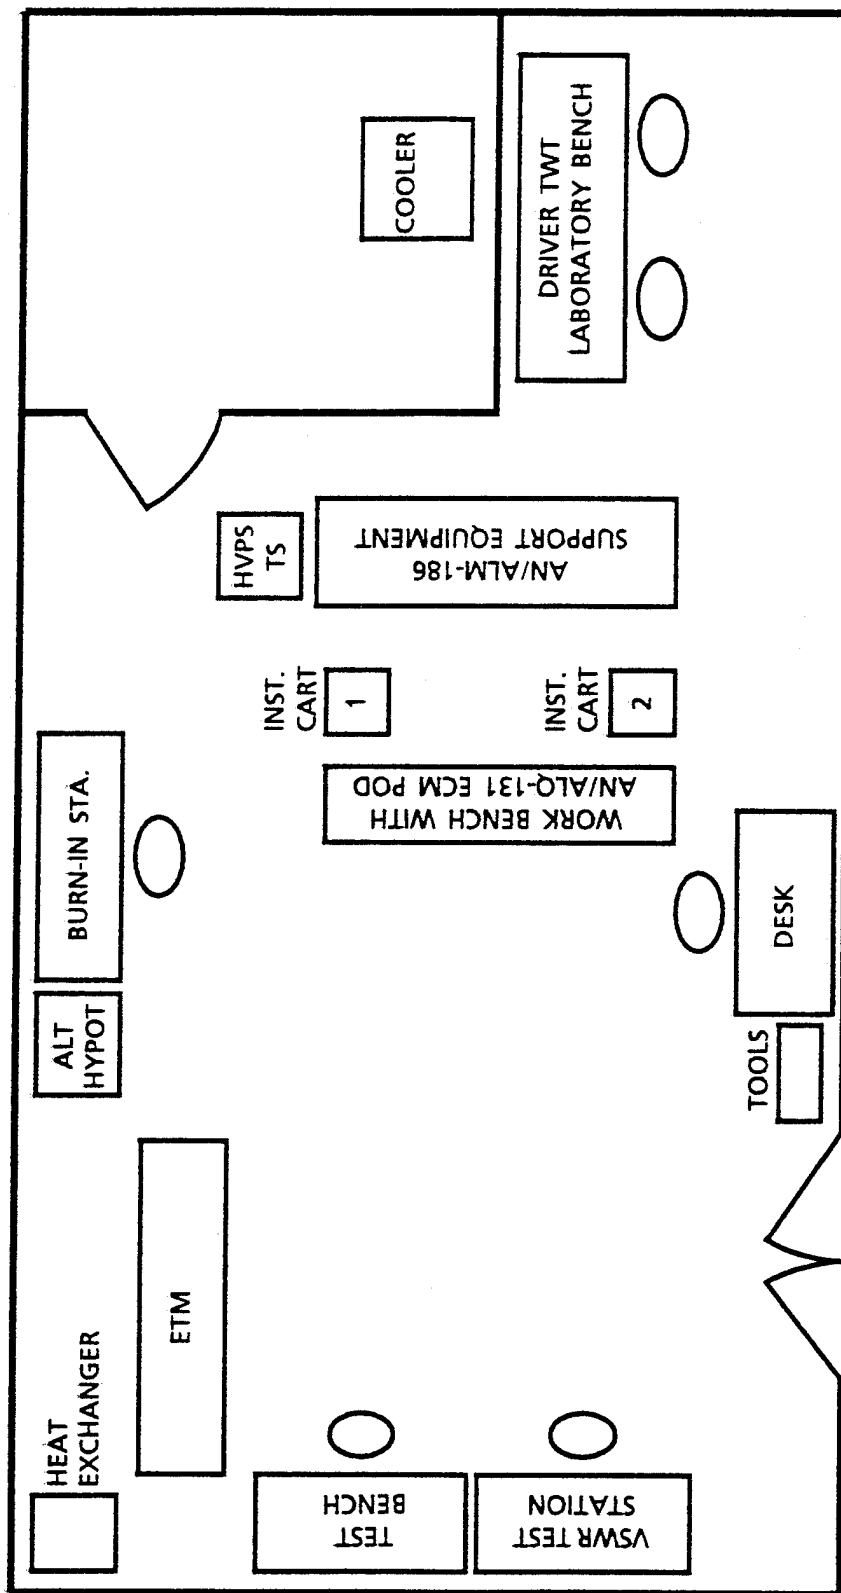 COOLER
DRIVER TWT
LABORATORY BENCH
HVPS
TS
AN/ALM-186
SUPPORT EQUIPMENT
INST.
CART
1
INST.
CART
2
WORK BENCH WITH
AN/ALQ-131 ECM POD
BURN-IN STA.
ALT
HYPOT
DESK
TOOLS
ETM
HEAT
EXCHANGER
TEST
BENCH
VSWR TEST
STATION